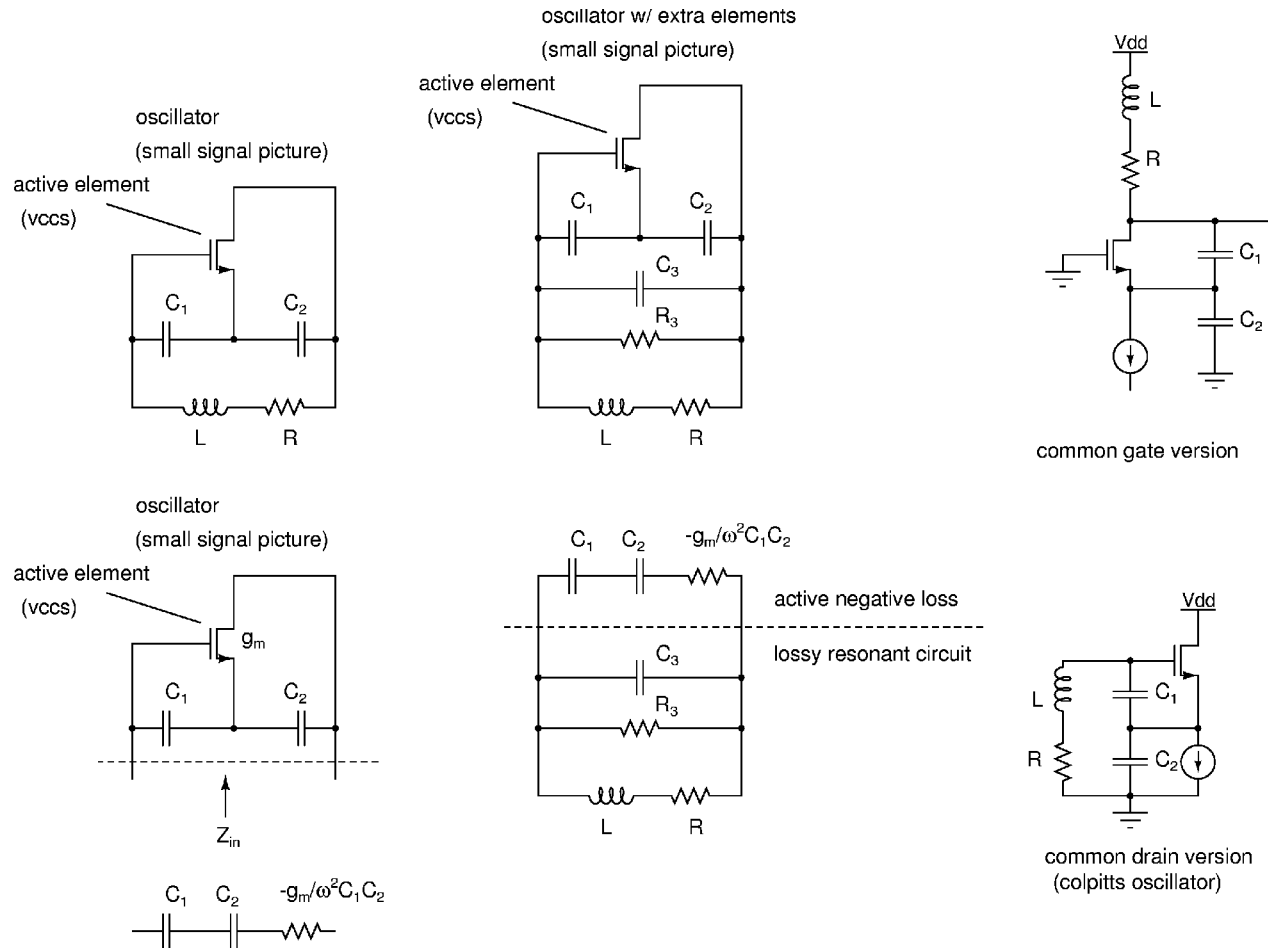 oscillator w/ extra elements
(small signal picture)
active element
(vccs)
C1
C2
C3
R3
L
R
oscillator
(small signal picture)
active element
(vccs)
C1
C2
L
R
Vdd
L
R
C1
C2
common gate version
oscillator
(small signal picture)
active element
(vccs)
gm
C1
C2
Zin
C1
C2
-gm/ω²C1C2
C1
C2
-gm/ω²C1C2
active negative loss
lossy resonant circuit
C3
R3
L
R
Vdd
L
C1
R
C2
common drain version
(colpitts oscillator)